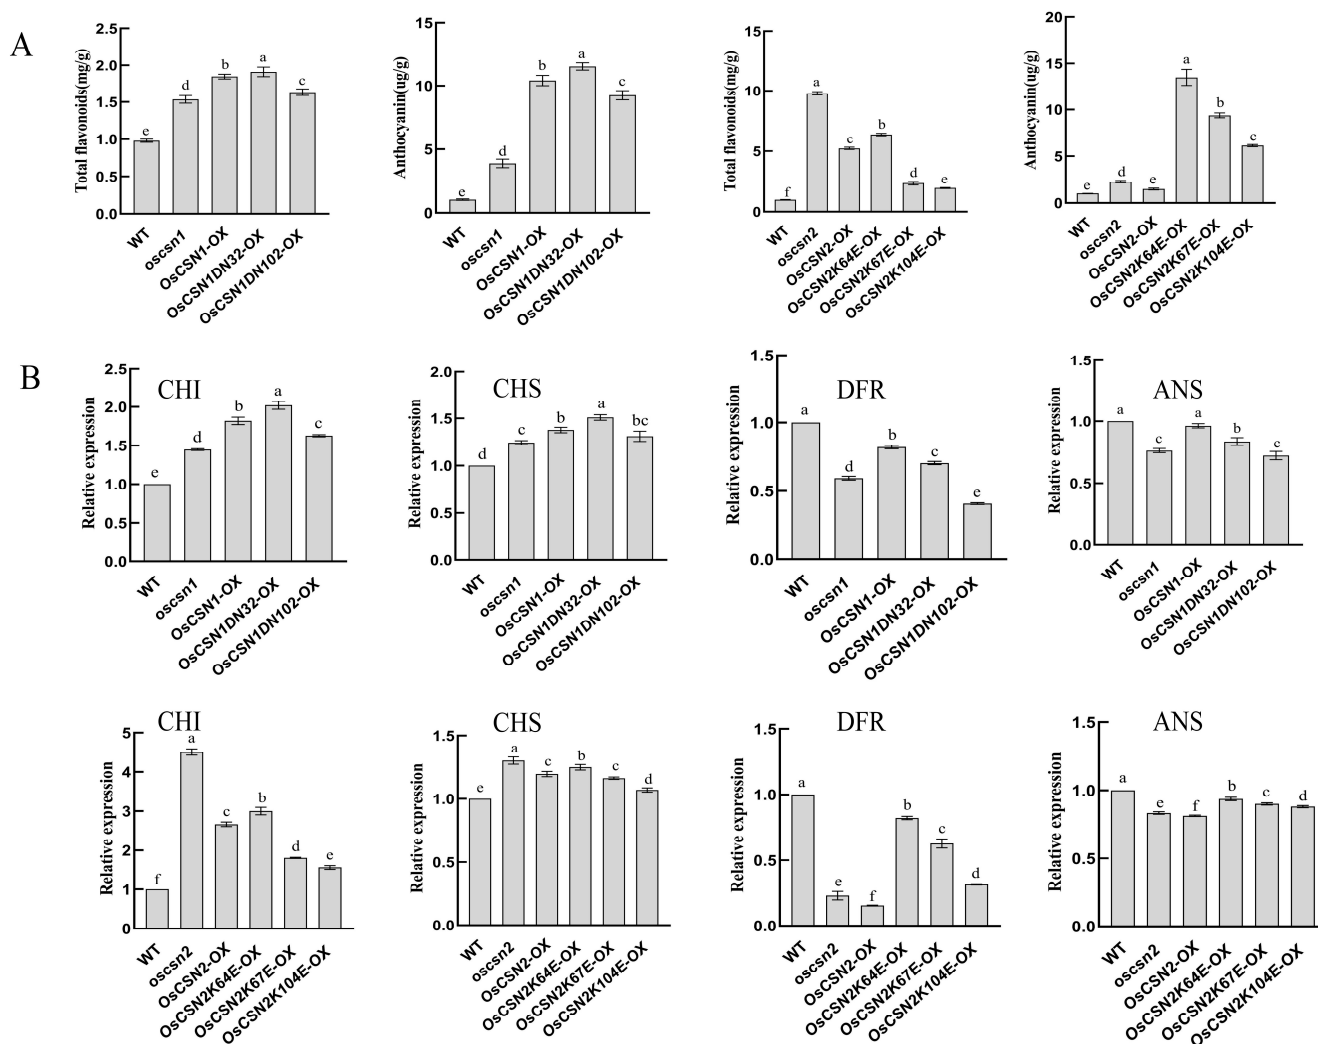 A
Total flavonoids(mg/g)
2.5
2.0
1.5
1.0
0.5
0.0
e
d
b
a
c
WT
oscsn1
OsCSN1-OX
OsCSN1DN32-OX
OsCSN1DN102-OX
Anthocyanin(ug/g)
15
10
5
0
e
d
b
a
c
WT
oscsn1
OsCSN1-OX
OsCSN1DN32-OX
OsCSN1DN102-OX
Total flavonoids(mg/g)
15
10
5
0
f
a
c
b
d
e
WT
oscsn2
OsCSN2-OX
OsCSN2K64E-OX
OsCSN2K67E-OX
OsCSN2K104E-OX
Anthocyanin(ug/g)
20
15
10
5
0
e
d
e
a
b
c
WT
oscsn2
OsCSN2-OX
OsCSN2K64E-OX
OsCSN2K67E-OX
OsCSN2K104E-OX
B
CHI
Relative expression
2.5
2.0
1.5
1.0
0.5
0.0
e
d
b
a
c
WT
oscsn1
OsCSN1-OX
OsCSN1DN32-OX
OsCSN1DN102-OX
CHS
Relative expression
2.0
1.5
1.0
0.5
0.0
d
c
b
a
bc
WT
oscsn1
OsCSN1-OX
OsCSN1DN32-OX
OsCSN1DN102-OX
DFR
Relative expression
1.5
1.0
0.5
0.0
a
d
b
c
e
WT
oscsn1
OsCSN1-OX
OsCSN1DN32-OX
OsCSN1DN102-OX
ANS
Relative expression
1.5
1.0
0.5
0.0
a
c
a
b
c
WT
oscsn1
OsCSN1-OX
OsCSN1DN32-OX
OsCSN1DN102-OX
CHI
Relative expression
5
4
3
2
1
0
f
a
c
b
d
e
WT
oscsn2
OsCSN2-OX
OsCSN2K64E-OX
OsCSN2K67E-OX
OsCSN2K104E-OX
CHS
Relative expression
1.5
1.0
0.5
0.0
e
a
c
b
c
d
WT
oscsn2
OsCSN2-OX
OsCSN2K64E-OX
OsCSN2K67E-OX
OsCSN2K104E-OX
DFR
Relative expression
1.5
1.0
0.5
0.0
a
e
f
b
c
d
WT
oscsn2
OsCSN2-OX
OsCSN2K64E-OX
OsCSN2K67E-OX
OsCSN2K104E-OX
ANS
Relative expression
1.5
1.0
0.5
0.0
a
e
f
b
c
d
WT
oscsn2
OsCSN2-OX
OsCSN2K64E-OX
OsCSN2K67E-OX
OsCSN2K104E-OX